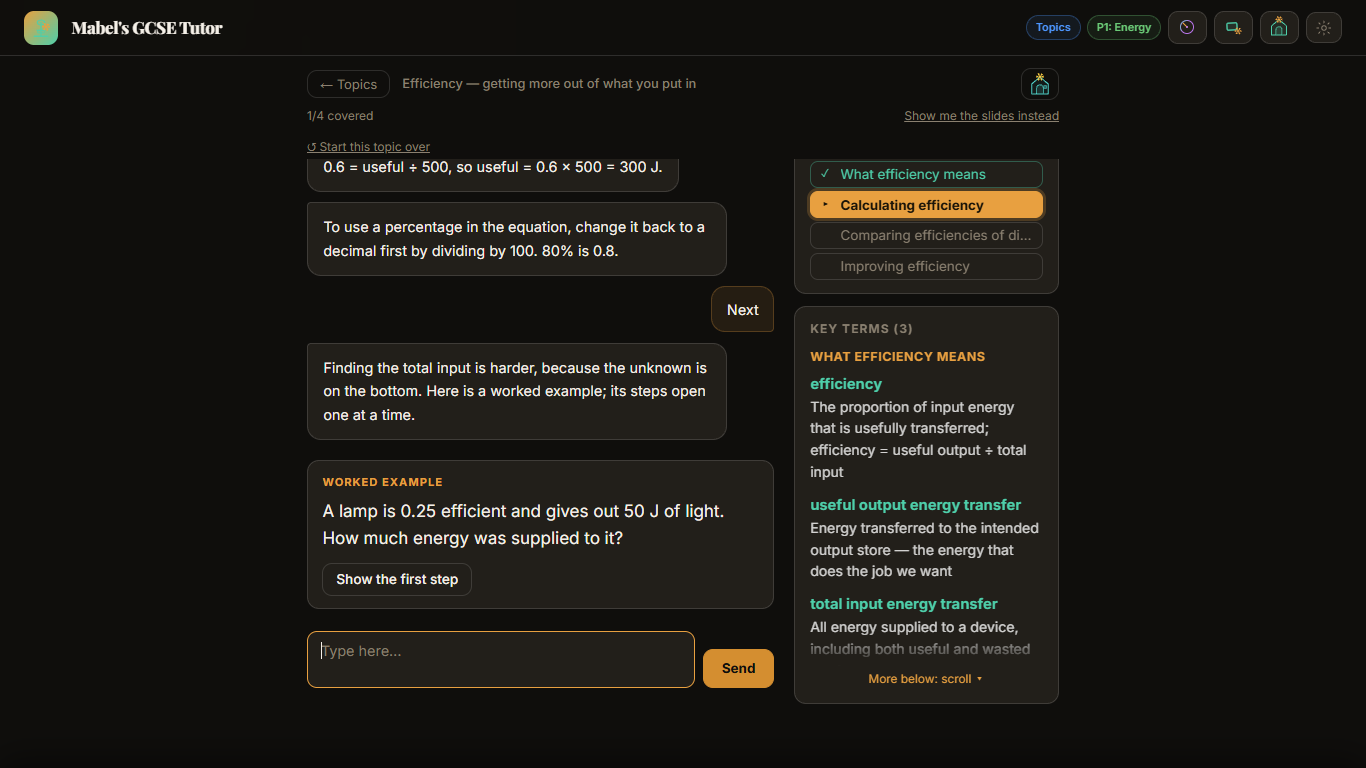 Mabel's GCSE Tutor
Topics
P1: Energy
← Topics
Efficiency — getting more out of what you put in
1/4 covered
Show me the slides instead
↺ Start this topic over
0.6 = useful ÷ 500, so useful = 0.6 × 500 = 300 J.
To use a percentage in the equation, change it back to a
decimal first by dividing by 100. 80% is 0.8.
Next
Finding the total input is harder, because the unknown is
on the bottom. Here is a worked example; its steps open
one at a time.
WORKED EXAMPLE
A lamp is 0.25 efficient and gives out 50 J of light.
How much energy was supplied to it?
Show the first step
Type here...
Send
✓ What efficiency means
▸ Calculating efficiency
Comparing efficiencies of di...
Improving efficiency
KEY TERMS (3)
WHAT EFFICIENCY MEANS
efficiency
The proportion of input energy
that is usefully transferred;
efficiency = useful output ÷ total
input
useful output energy transfer
Energy transferred to the intended
output store — the energy that
does the job we want
total input energy transfer
All energy supplied to a device,
including both useful and wasted
More below: scroll ▾